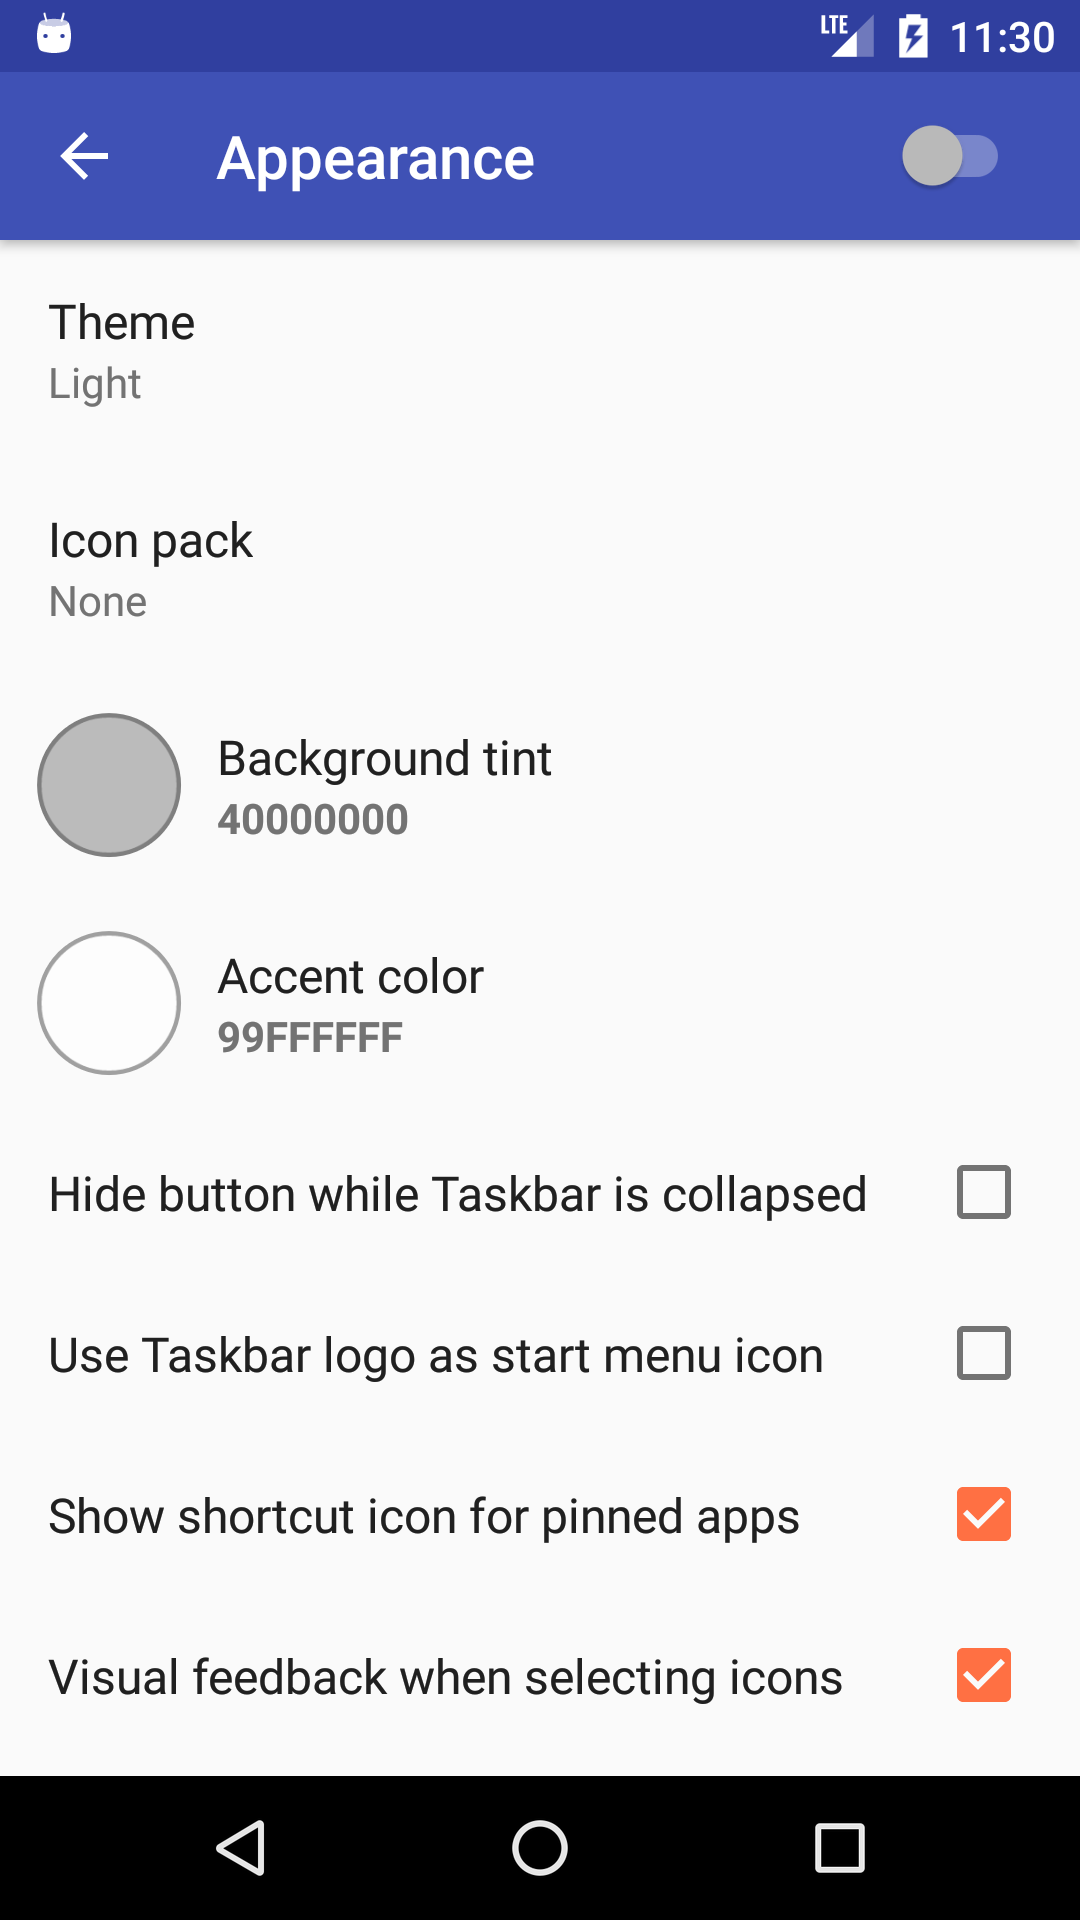 LTE 11:30
Appearance
Theme
Light
Icon pack
None
Background tint
40000000
Accent color
99FFFFFF
Hide button while Taskbar is collapsed
Use Taskbar logo as start menu icon
Show shortcut icon for pinned apps
Visual feedback when selecting icons